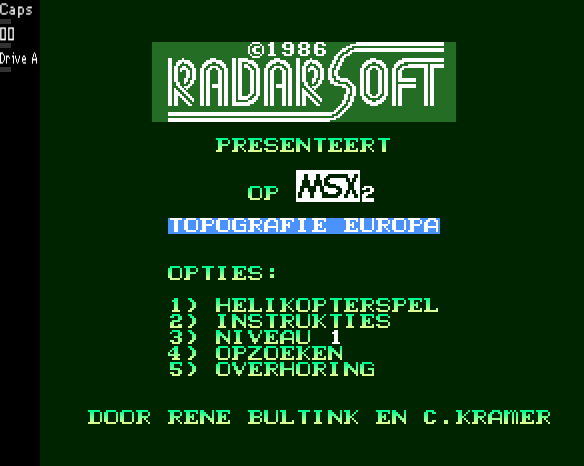 Caps
00
Drive A
©1986
RADARSOFT
PRESENTEERT
OP MSX2
TOPOGRAFIE EUROPA
OPTIES:
1) HELIKOPTERSPEL
2) INSTRUKTIES
3) NIVEAU 1
4) OPZOEKEN
5) OVERHORING
DOOR RENE BULTINK EN C.KRAMER